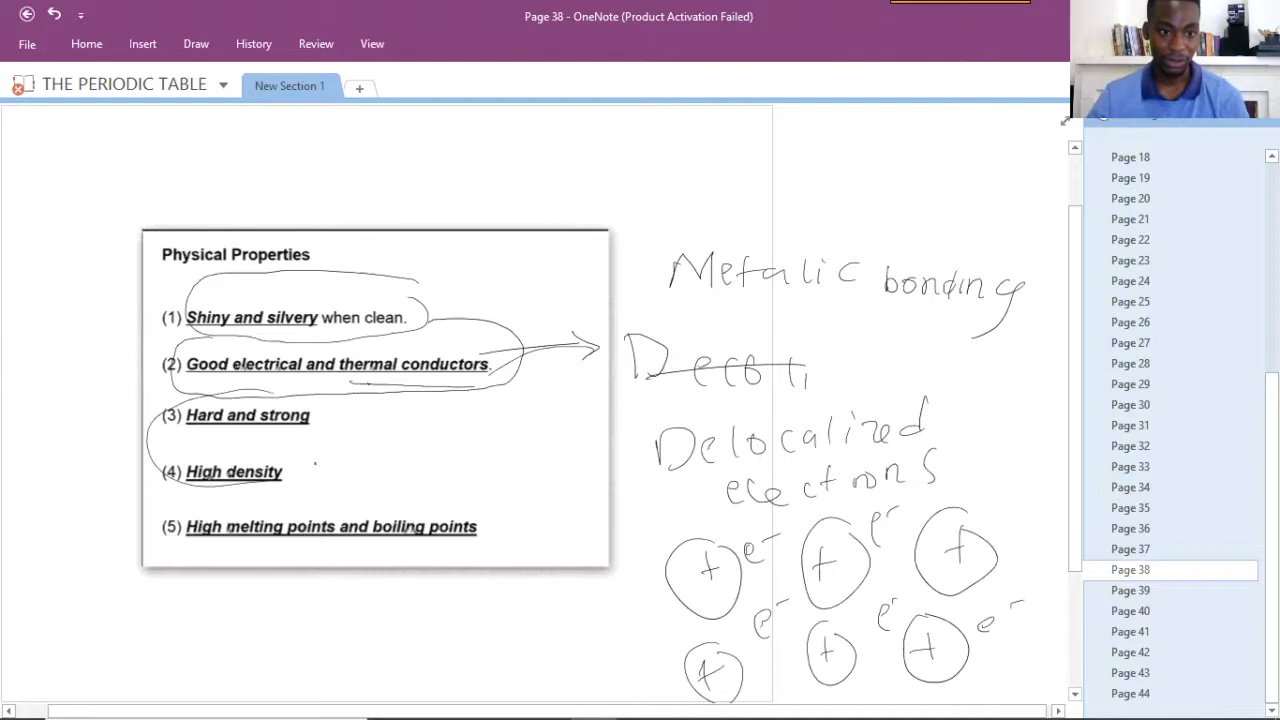 Page 38 - OneNote (Product Activation Failed)
File Home Insert Draw History Review View
THE PERIODIC TABLE
New Section 1
+
Physical Properties
(1) Shiny and silvery when clean.
(2) Good electrical and thermal conductors.
(3) Hard and strong
(4) High density
(5) High melting points and boiling points
Metalic bonding
Delocalized
electrons
e- e-
+ + +
e- e- e-
+ + +
Page 18
Page 19
Page 20
Page 21
Page 22
Page 23
Page 24
Page 25
Page 26
Page 27
Page 28
Page 29
Page 30
Page 31
Page 32
Page 33
Page 34
Page 35
Page 36
Page 37
Page 38
Page 39
Page 40
Page 41
Page 42
Page 43
Page 44